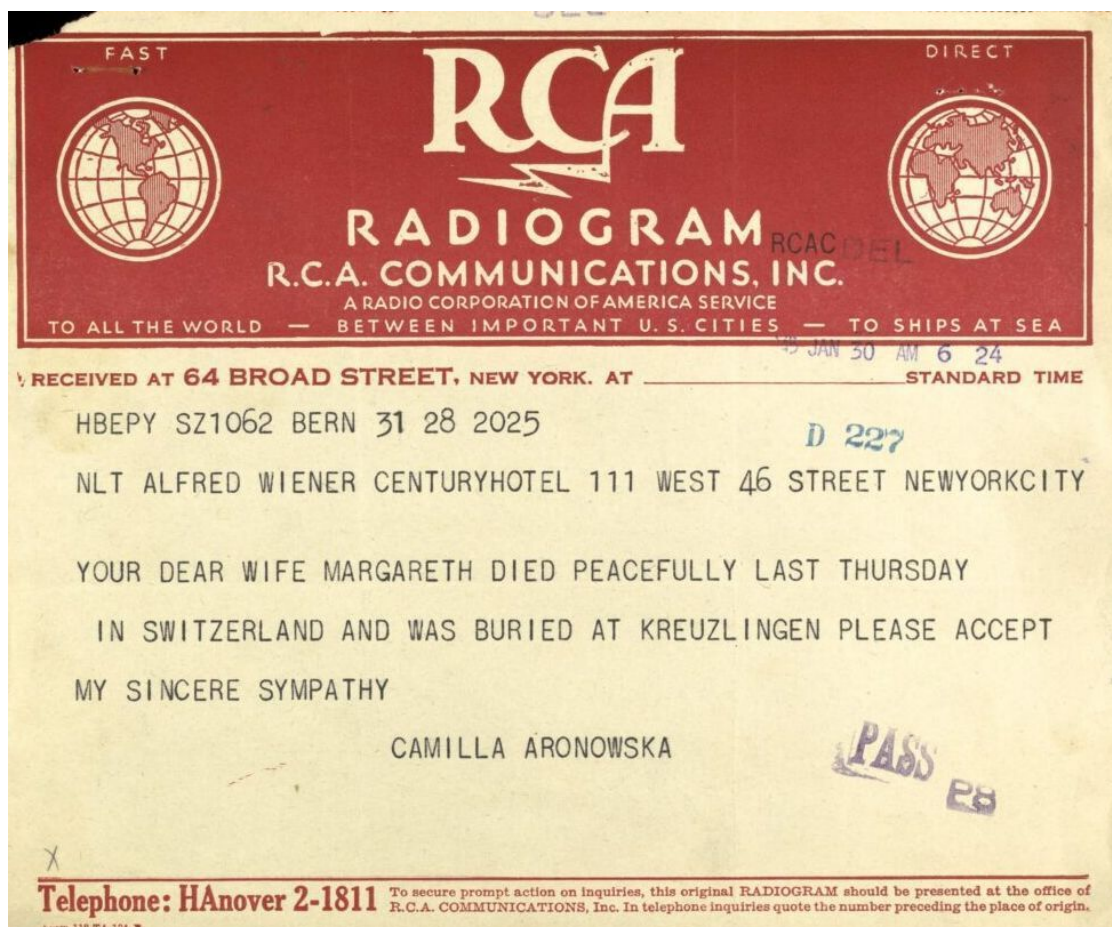 FAST
DIRECT
RCA
RADIOGRAM
RCAC DEL
R.C.A. COMMUNICATIONS, INC.
A RADIO CORPORATION OF AMERICA SERVICE
TO ALL THE WORLD — BETWEEN IMPORTANT U.S. CITIES — TO SHIPS AT SEA
'45 JAN 30 AM 6 24
RECEIVED AT 64 BROAD STREET, NEW YORK. AT STANDARD TIME
HBEPY SZ1062 BERN 31 28 2025
D 227
NLT ALFRED WIENER CENTURYHOTEL 111 WEST 46 STREET NEWYORKCITY
YOUR DEAR WIFE MARGARETH DIED PEACEFULLY LAST THURSDAY
IN SWITZERLAND AND WAS BURIED AT KREUZLINGEN PLEASE ACCEPT
MY SINCERE SYMPATHY
CAMILLA ARONOWSKA
PASS
P8
X
Telephone: HAnover 2-1811
To secure prompt action on inquiries, this original RADIOGRAM should be presented at the office of
R.C.A. COMMUNICATIONS, Inc. In telephone inquiries quote the number preceding the place of origin.